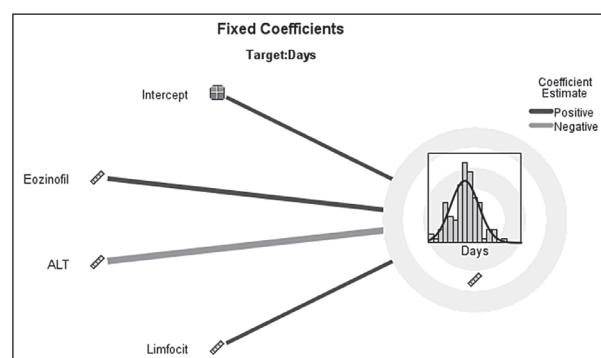 Fixed Coefficients
Target:Days
Coefficient
Estimate
Positive
Negative
Intercept
Eozinofil
ALT
Limfocit
Days